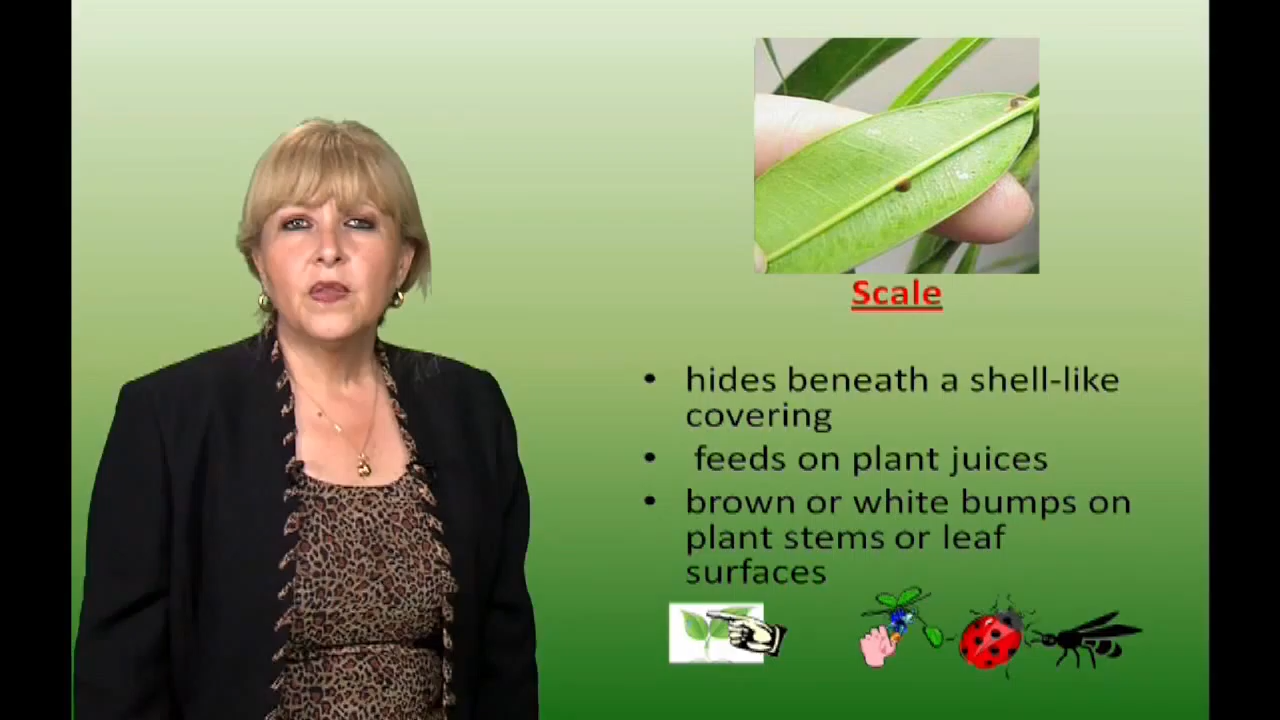 Scale
• hides beneath a shell-like
covering
• feeds on plant juices
• brown or white bumps on
plant stems or leaf
surfaces